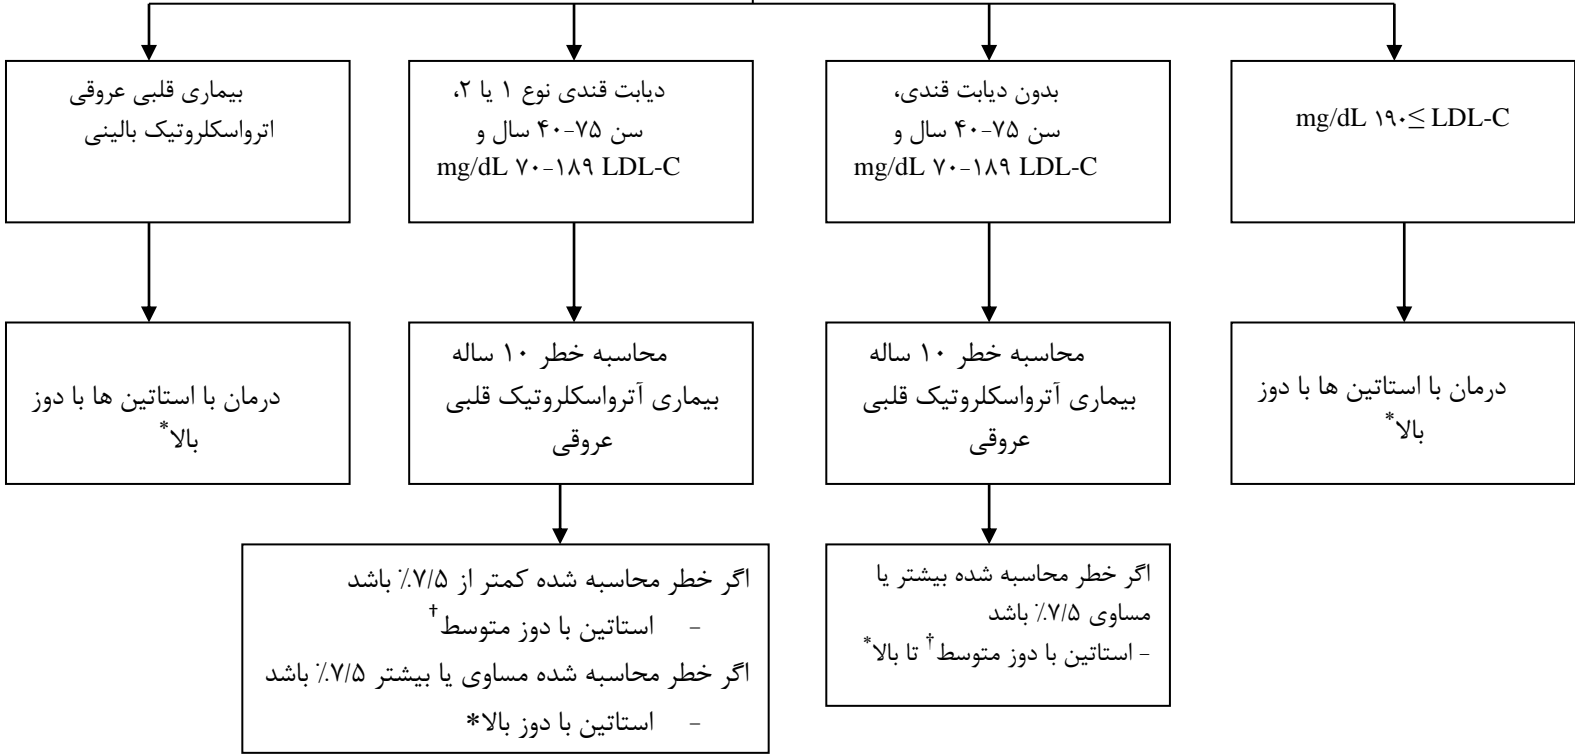 بیماری قلبی عروقی
اترواسکلروتیک بالینی
دیابت قندی نوع ۱ یا ۲،
سن ۷۵-۴۰ سال و
mg/dL ۷۰-۱۸۹ LDL-C
بدون دیابت قندی،
سن ۷۵-۴۰ سال و
mg/dL ۷۰-۱۸۹ LDL-C
mg/dL ۱۹۰≤ LDL-C
درمان با استاتین ها با دوز
بالا*
محاسبه خطر ۱۰ ساله
بیماری آترواسکلروتیک قلبی
عروقی
محاسبه خطر ۱۰ ساله
بیماری آترواسکلروتیک قلبی
عروقی
درمان با استاتین ها با دوز
بالا*
اگر خطر محاسبه شده کمتر از ۷/۵٪ باشد
- استاتین با دوز متوسط†
اگر خطر محاسبه شده مساوی یا بیشتر ۷/۵٪ باشد
- استاتین با دوز بالا*
اگر خطر محاسبه شده بیشتر یا
مساوی ۷/۵٪ باشد
- استاتین با دوز متوسط† تا بالا*